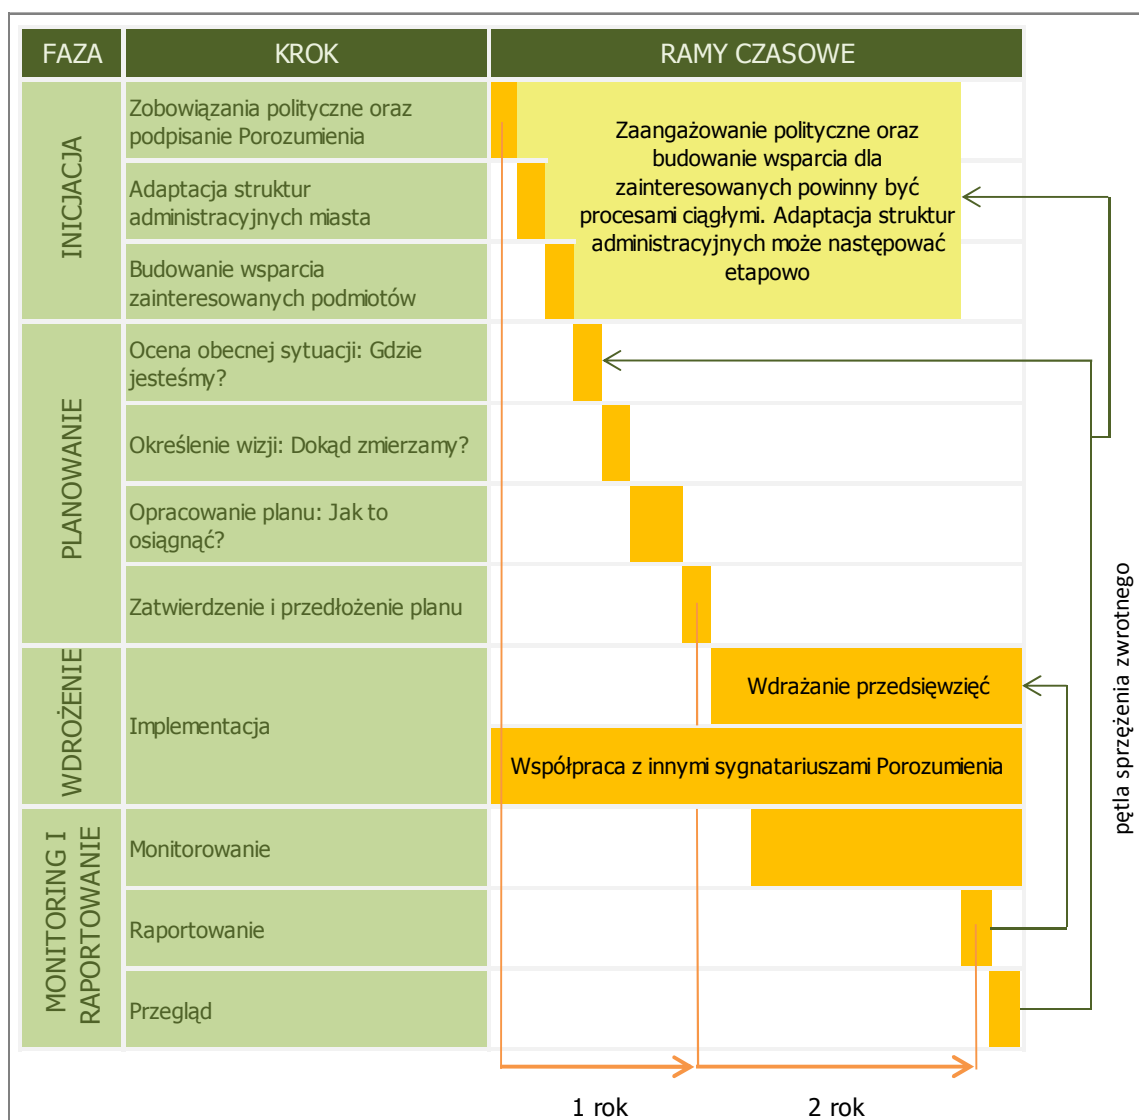 FAZA
KROK
RAMY CZASOWE
INICJACJA
Zobowiązania polityczne oraz
podpisanie Porozumienia
Zaangażowanie polityczne oraz
budowanie wsparcia dla
zainteresowanych powinny być
procesami ciągłymi. Adaptacja struktur
administracyjnych może następować
etapowo
Adaptacja struktur
administracyjnych miasta
Budowanie wsparcia
zainteresowanych podmiotów
PLANOWANIE
Ocena obecnej sytuacji: Gdzie
jesteśmy?
Określenie wizji: Dokąd zmierzamy?
Opracowanie planu: Jak to
osiągnąć?
Zatwierdzenie i przedłożenie planu
WDROŻENIE
Implementacja
Wdrażanie przedsięwzięć
Współpraca z innymi sygnatariuszami Porozumienia
MONITORING I
RAPORTOWANIE
Monitorowanie
Raportowanie
Przegląd
pętla sprzężenia zwrotnego
1 rok
2 rok